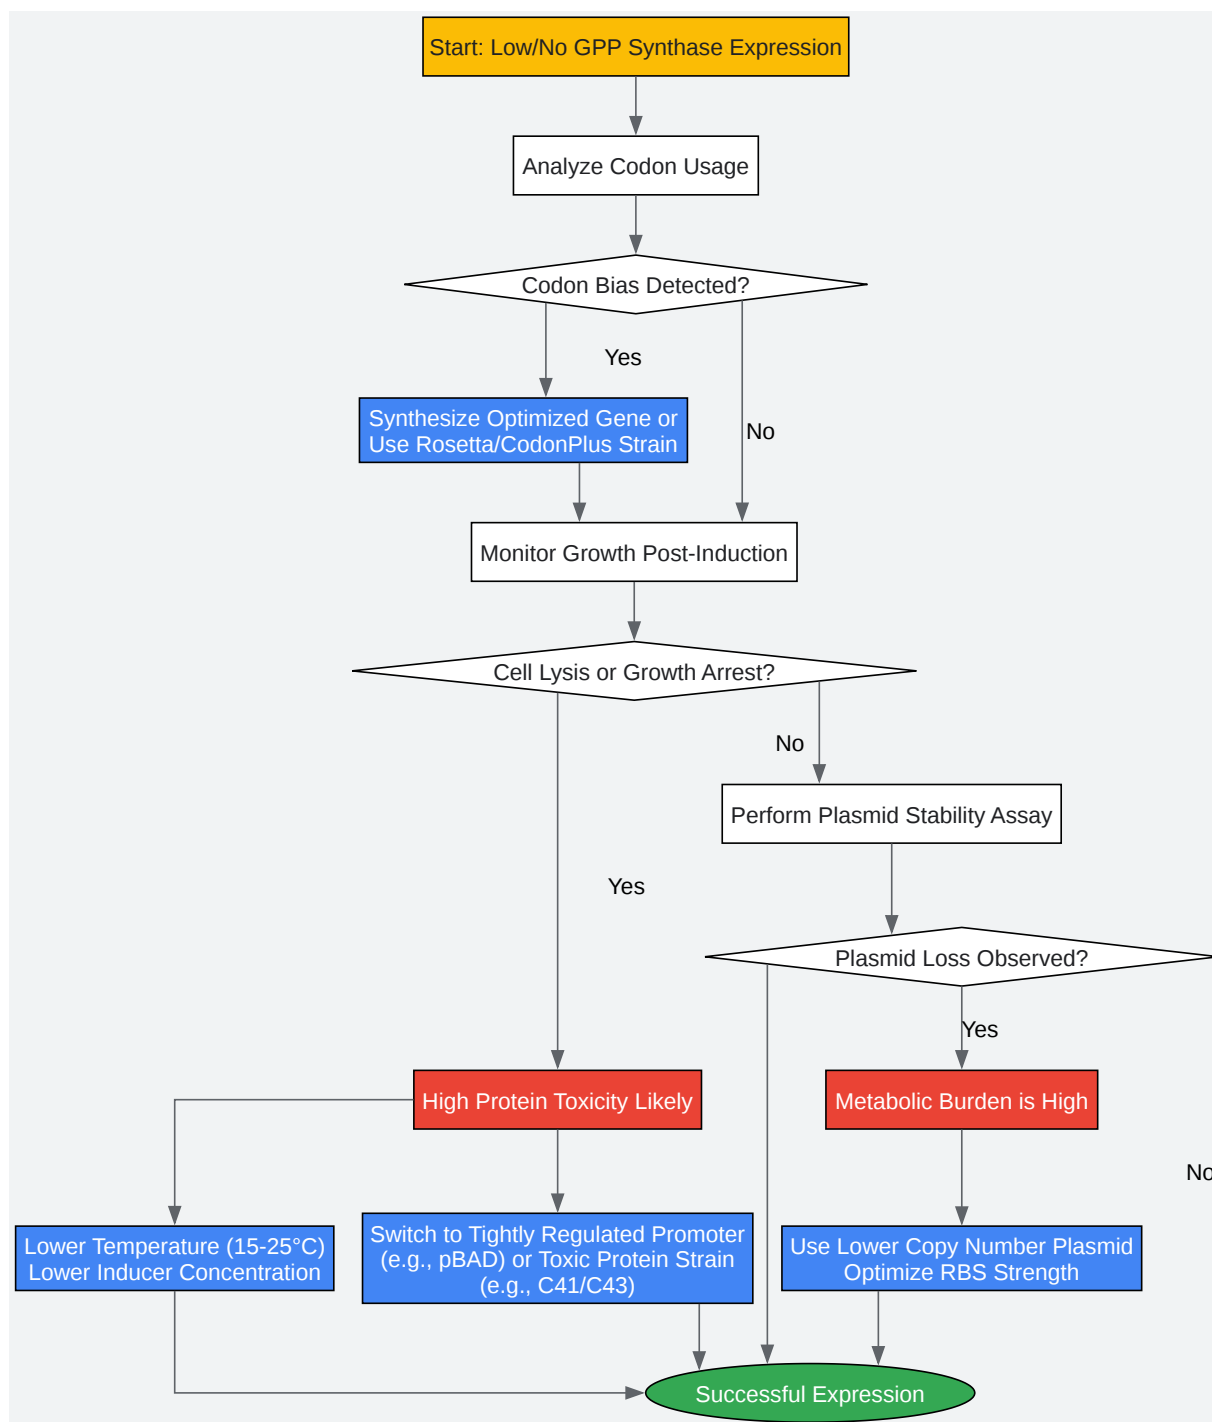 Start: Low/No GPP Synthase Expression
Analyze Codon Usage
Codon Bias Detected?
Yes
Synthesize Optimized Gene or
Use Rosetta/CodonPlus Strain
No
Monitor Growth Post-Induction
Cell Lysis or Growth Arrest?
No
Perform Plasmid Stability Assay
Yes
Plasmid Loss Observed?
Yes
High Protein Toxicity Likely
Metabolic Burden is High
No
Lower Temperature (15-25°C)
Lower Inducer Concentration
Switch to Tightly Regulated Promoter
(e.g., pBAD) or Toxic Protein Strain
(e.g., C41/C43)
Use Lower Copy Number Plasmid
Optimize RBS Strength
Successful Expression